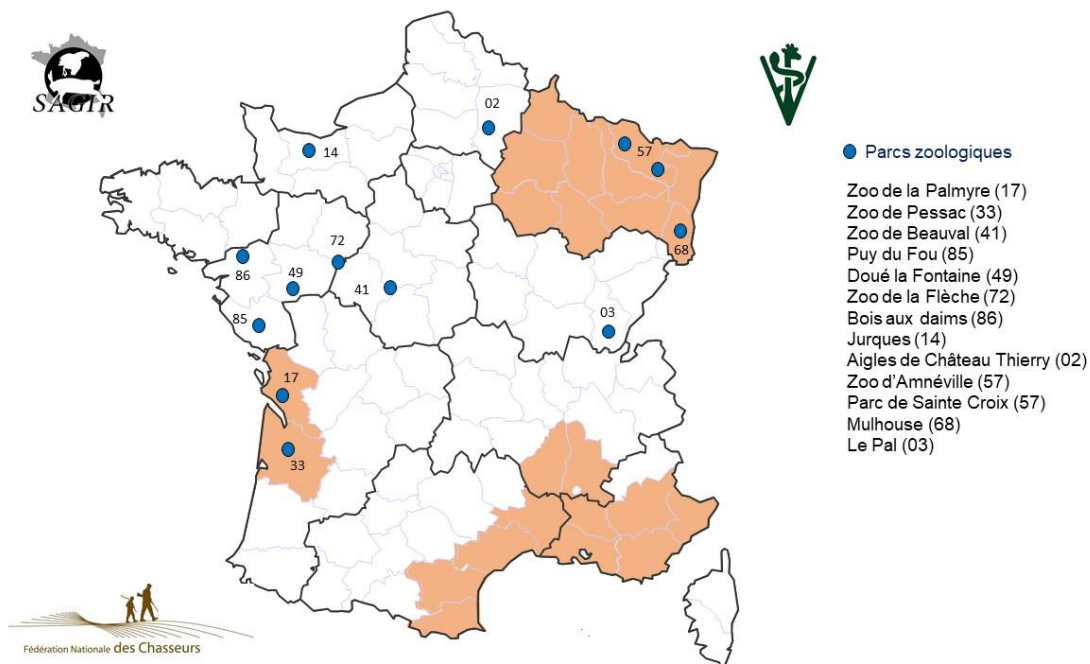 SAGIR
02
14
57
68
72
86
49
41
85
03
17
33
Parcs zoologiques
Zoo de la Palmyre (17)
Zoo de Pessac (33)
Zoo de Beauval (41)
Puy du Fou (85)
Doué la Fontaine (49)
Zoo de la Flèche (72)
Bois aux daims (86)
Jurques (14)
Aigles de Château Thierry (02)
Zoo d'Amnéville (57)
Parc de Sainte Croix (57)
Mulhouse (68)
Le Pal (03)
Fédération Nationale des Chasseurs